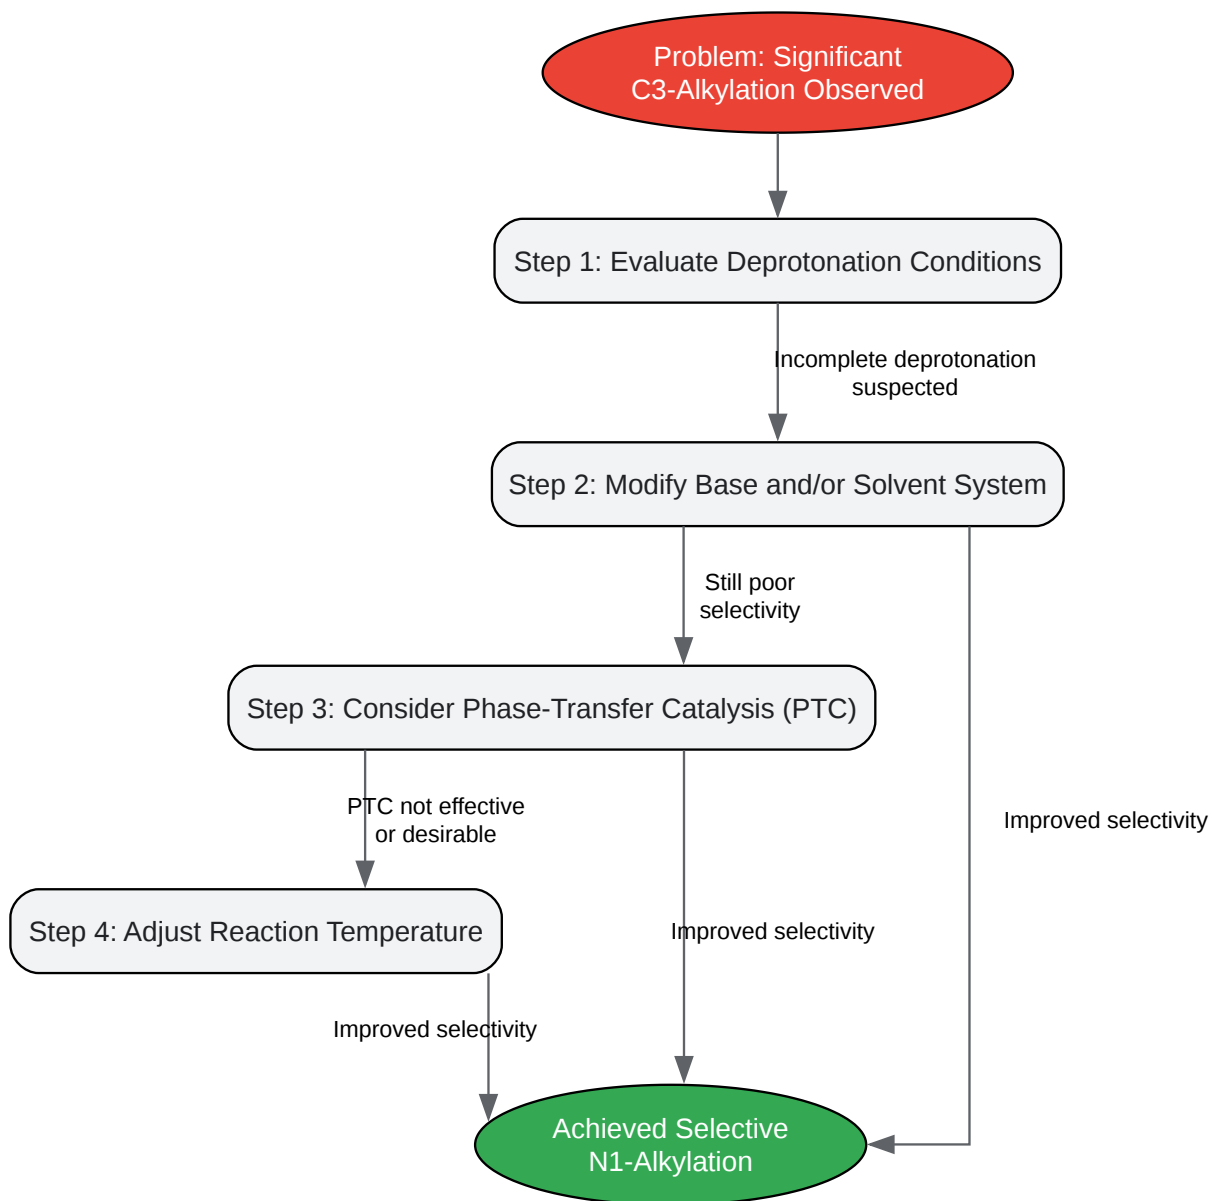 Problem: Significant
C3-Alkylation Observed
Step 1: Evaluate Deprotonation Conditions
Incomplete deprotonation
suspected
Step 2: Modify Base and/or Solvent System
Still poor
selectivity
Step 3: Consider Phase-Transfer Catalysis (PTC)
PTC not effective
or desirable
Improved selectivity
Step 4: Adjust Reaction Temperature
Improved selectivity
Improved selectivity
Achieved Selective
N1-Alkylation